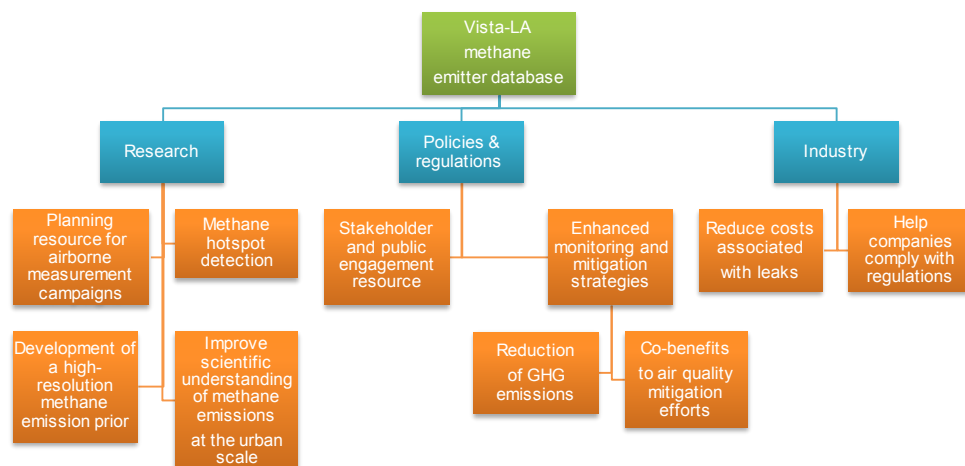 Vista-LA
methane
emitter database
Research
Policies &
regulations
Industry
Planning
resource for
airborne
measurement
campaigns
Methane
hotspot
detection
Stakeholder
and public
engagement
resource
Enhanced
monitoring and
mitigation
strategies
Reduce costs
associated
with leaks
Help
companies
comply with
regulations
Development of
a high-
resolution
methane
emission prior
Improve
scientific
understanding
of methane
emissions
at the urban
scale
Reduction
of GHG
emissions
Co-benefits
to air quality
mitigation
efforts